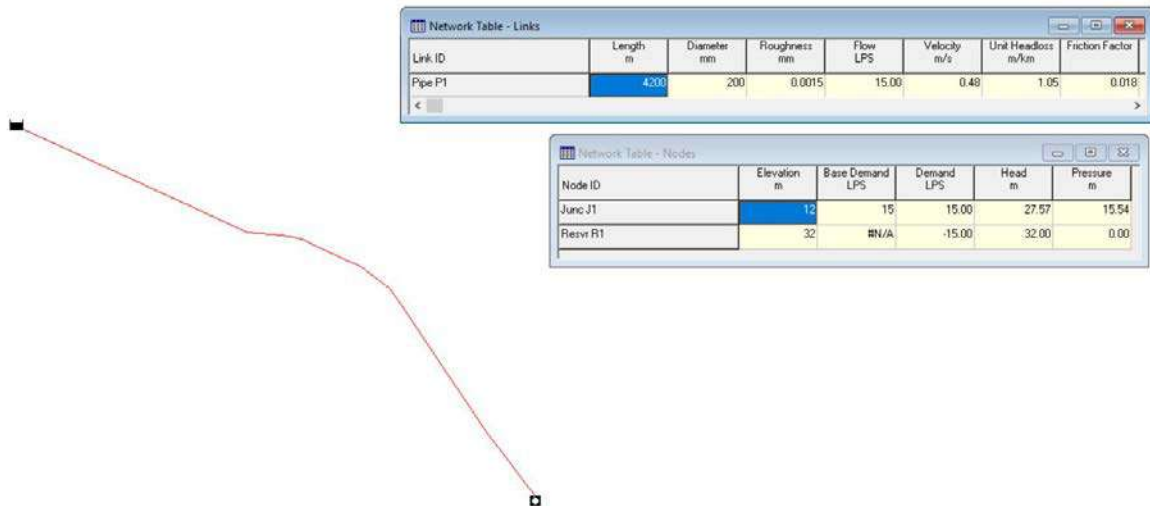 Network Table - Links
Link ID Length m Diameter mm Roughness mm Flow LPS Velocity m/s Unit Headloss m/km Friction Factor
Pipe P1 4200 200 0.0015 15.00 0.48 1.05 0.018
Network Table - Nodes
Node ID Elevation m Base Demand LPS Demand LPS Head m Pressure m
Junc J1 12 15 15.00 27.57 15.54
Resvr R1 32 #N/A -15.00 32.00 0.00